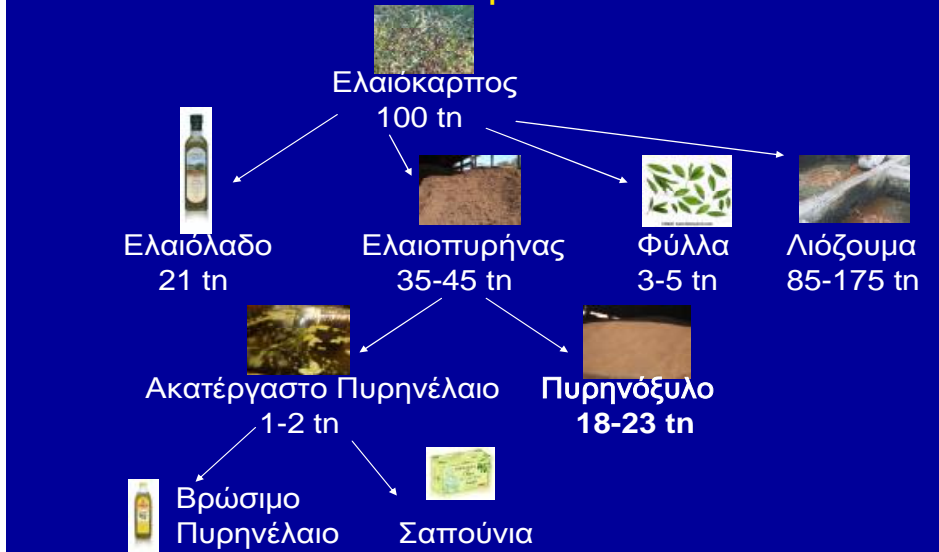 Ελαιόκαρπος
100 tn
Ελαιόλαδο
21 tn
Ελαιοπυρήνας
35-45 tn
Φύλλα
3-5 tn
Λιόζουμα
85-175 tn
Ακατέργαστο Πυρηνέλαιο
1-2 tn
Πυρηνόξυλο
18-23 tn
Βρώσιμο
Πυρηνέλαιο
Σαπούνια